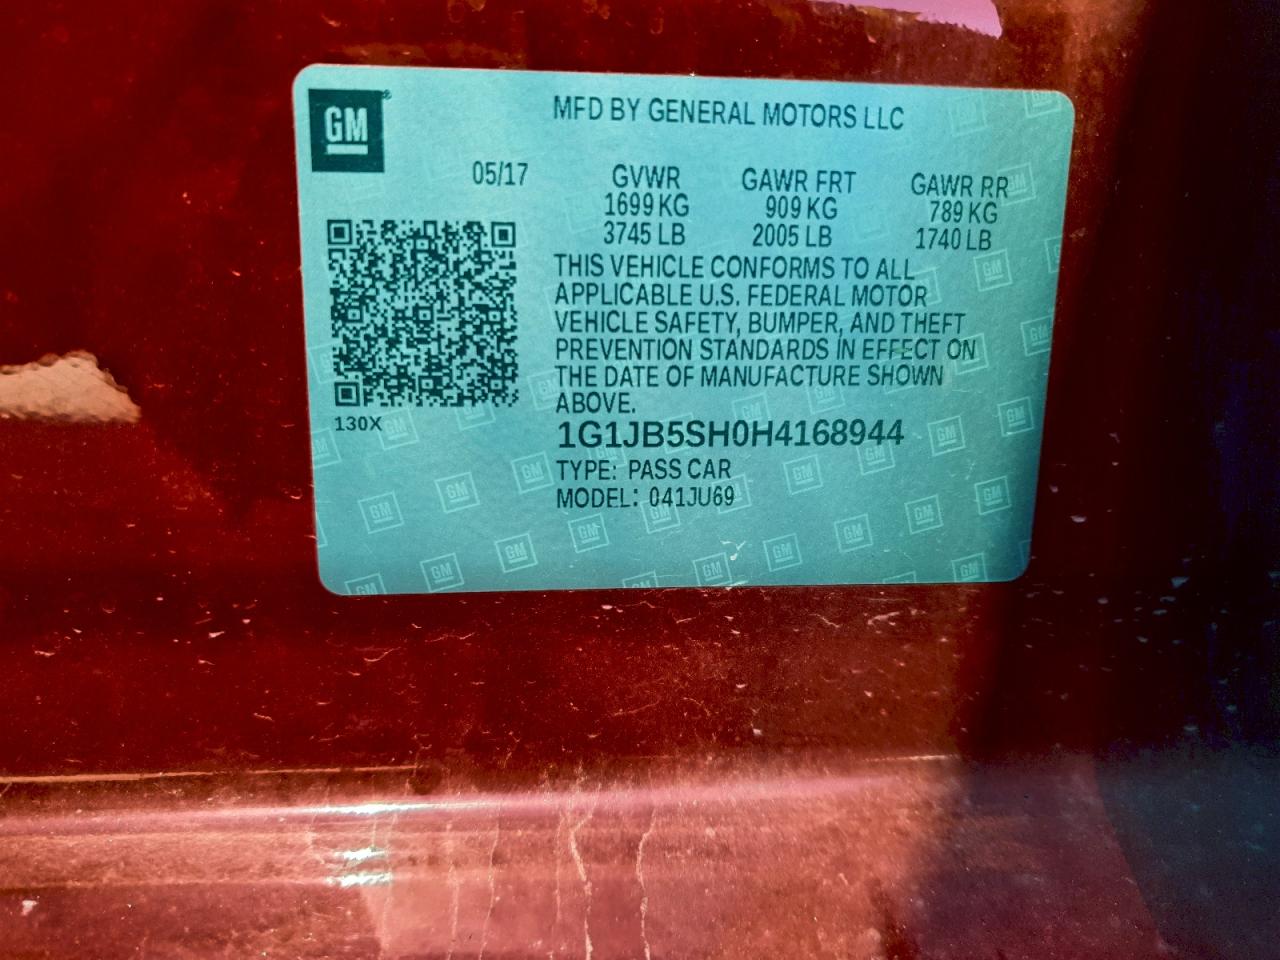 GM
MFD BY GENERAL MOTORS LLC
05/17 GVWR GAWR FRT GAWR RR
1699 KG 909 KG 789 KG
3745 LB 2005 LB 1740 LB
THIS VEHICLE CONFORMS TO ALL
APPLICABLE U.S. FEDERAL MOTOR
VEHICLE SAFETY, BUMPER, AND THEFT
PREVENTION STANDARDS IN EFFECT ON
THE DATE OF MANUFACTURE SHOWN
ABOVE.
130X
1G1JB5SH0H4168944
TYPE: PASS CAR
MODEL: 041JU69